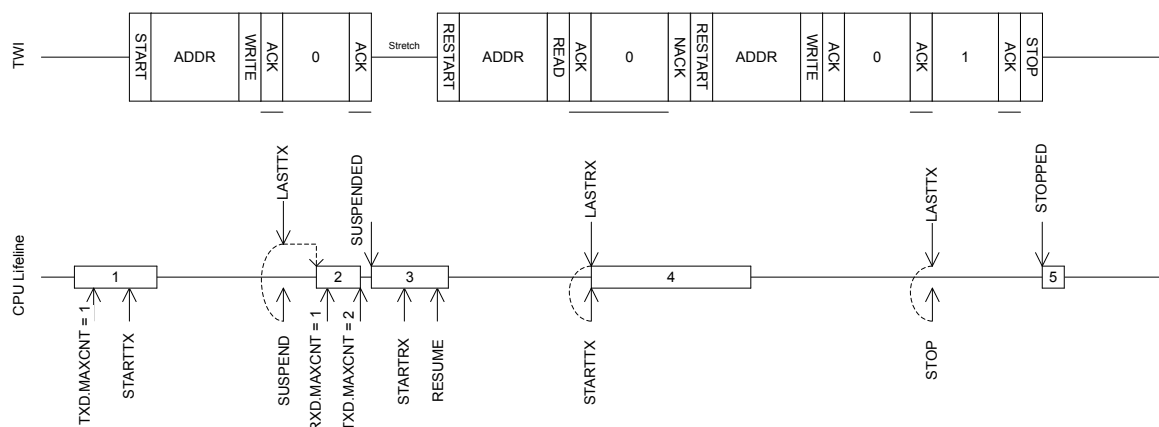 TWI
START
ADDR
WRITE
ACK
0
ACK
Stretch
RESTART
ADDR
READ
ACK
0
NACK
RESTART
ADDR
WRITE
ACK
0
ACK
1
ACK
STOP
LASTTX
SUSPENDED
LASTRX
LASTTX
STOPPED
CPU Lifeline
1
2
3
4
5
TXD.MAXCNT = 1
STARTTX
SUSPEND
RXD.MAXCNT = 1
TXD.MAXCNT = 2
STARTRX
RESUME
STARTTX
STOP